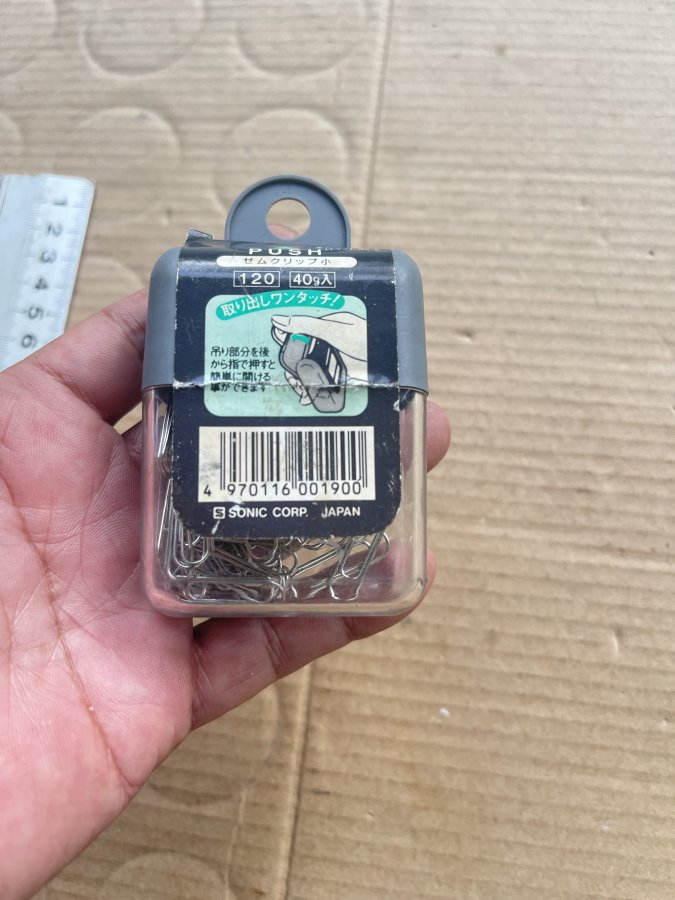 PUSH
ゼムクリップ小
120 40g入
取り出しワンタッチ!
吊り部分を後
から指で押すと
簡単に開ける
事ができます
4 970116 001900
S SONIC CORP. JAPAN
1 2 3 4 5 6